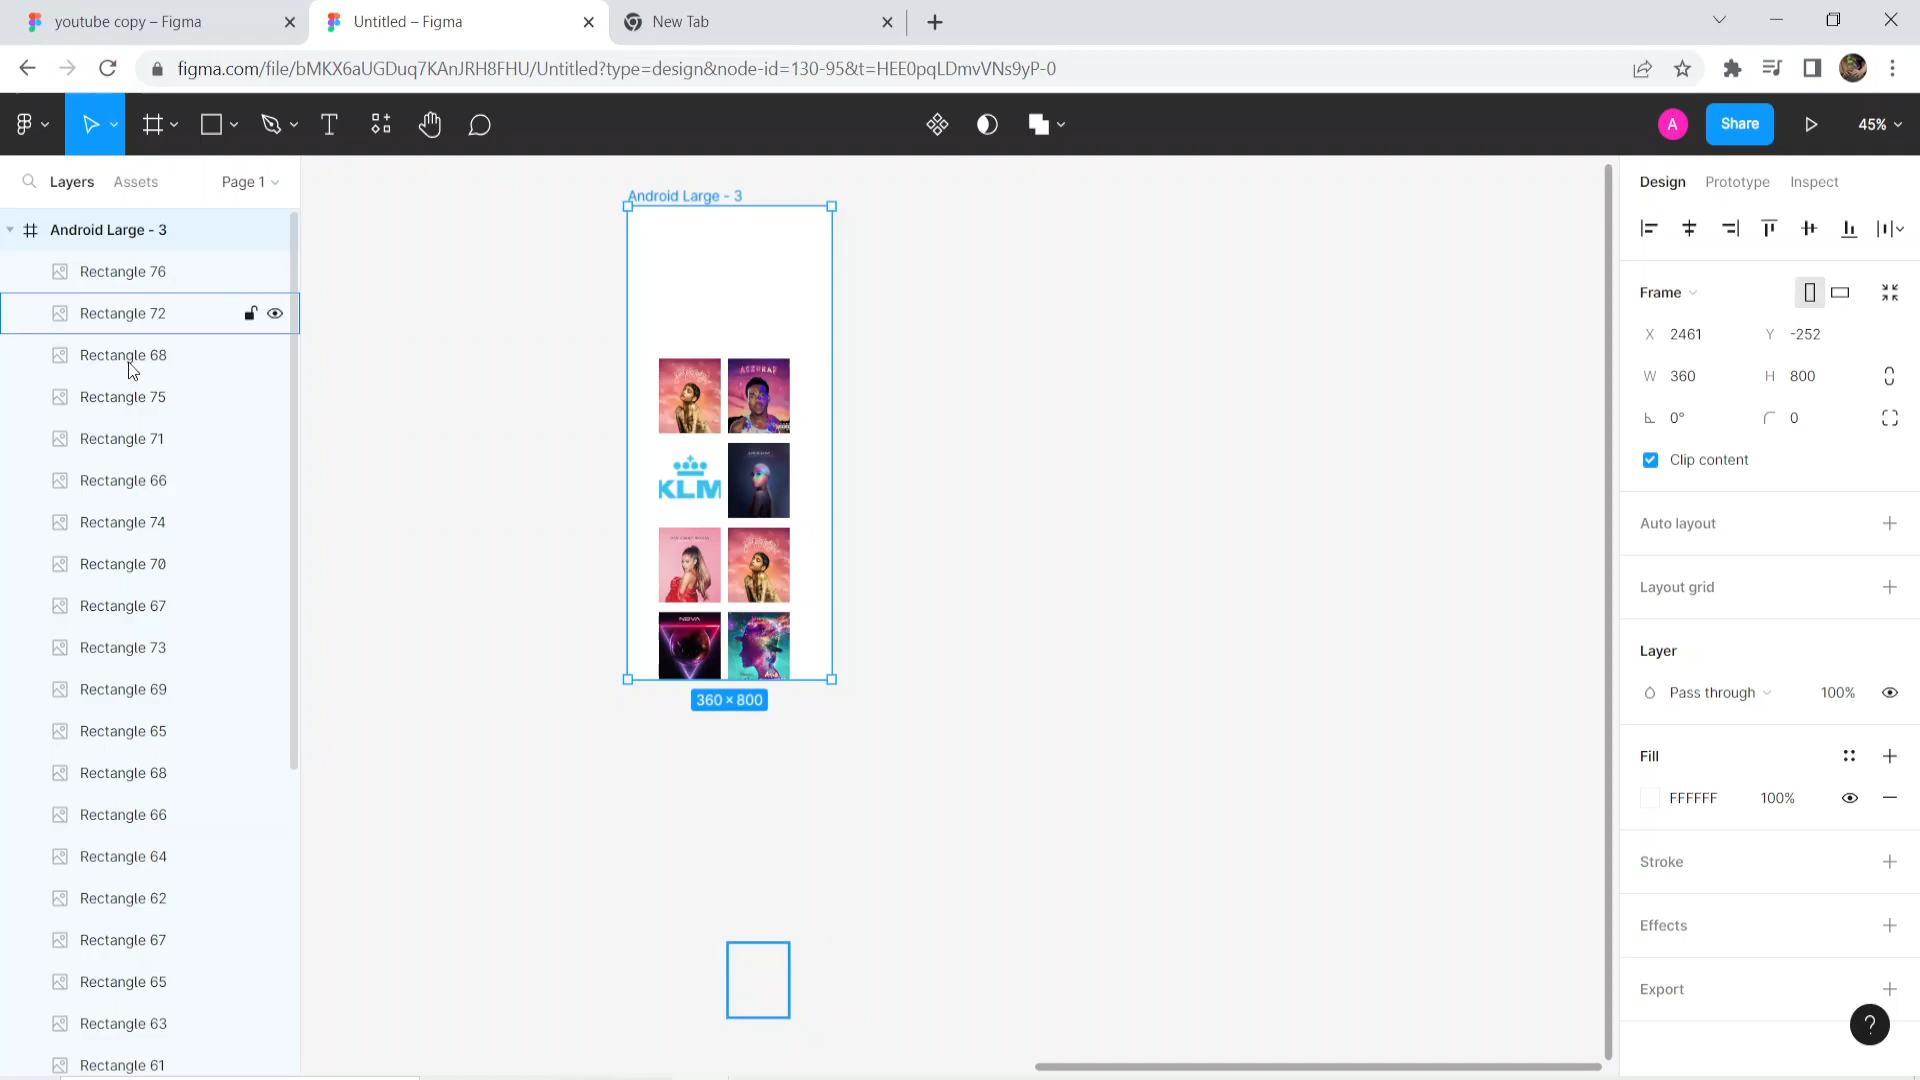 youtube copy – Figma
Untitled – Figma
New Tab
figma.com/file/bMKX6aUGDuq7KAnJRH8FHU/Untitled?type=design&node-id=130-95&t=HEE0pqLDmvVNs9yP-0
A
Share
45%
Layers
Assets
Page 1
Android Large - 3
Rectangle 76
Rectangle 72
Rectangle 68
Rectangle 75
Rectangle 71
Rectangle 66
Rectangle 74
Rectangle 70
Rectangle 67
Rectangle 73
Rectangle 69
Rectangle 65
Rectangle 68
Rectangle 66
Rectangle 64
Rectangle 62
Rectangle 67
Rectangle 65
Rectangle 63
Rectangle 61
Android Large - 3
KLM
360 × 800
Design
Prototype
Inspect
Frame
X 2461
Y -252
W 360
H 800
0°
0
Clip content
Auto layout
Layout grid
Layer
Pass through
100%
Fill
FFFFFF
100%
Stroke
Effects
Export
?